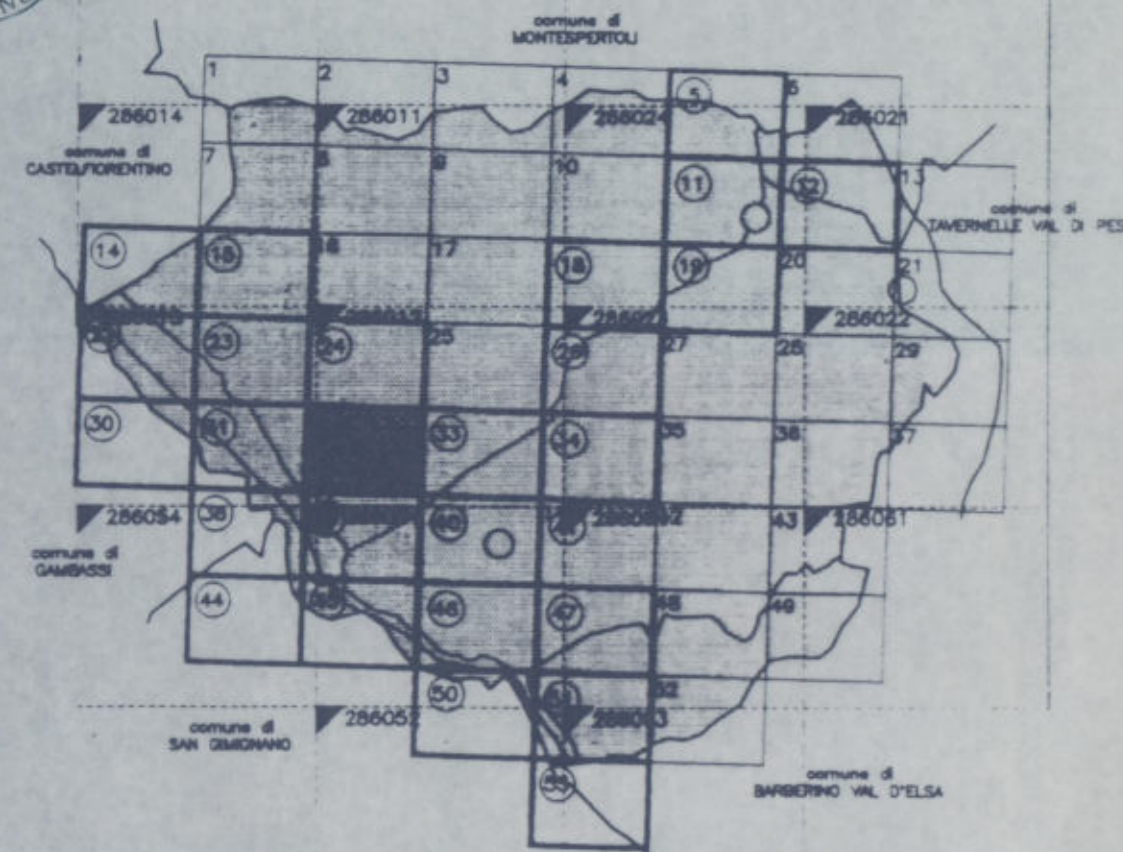 comune di
MONTESPERTOLI
1 2 3 4 5 6
286014 286011 286024 286021
comune di
CASTELFIORENTINO
7 8 9 10 11 12 13
comune di
TAVERNELLE VAL DI PES
14 15 16 17 18 19 20 21
286022
23 24 25 26 27 28 29
30 31 33 34 35 36 37
286054 286061
38 40 43
comune di
GAMBASSI
44 46 47 48 49
50 52
286052
comune di
SAN GIMIGNANO
comune di
BARBERINO VAL D'ELSA